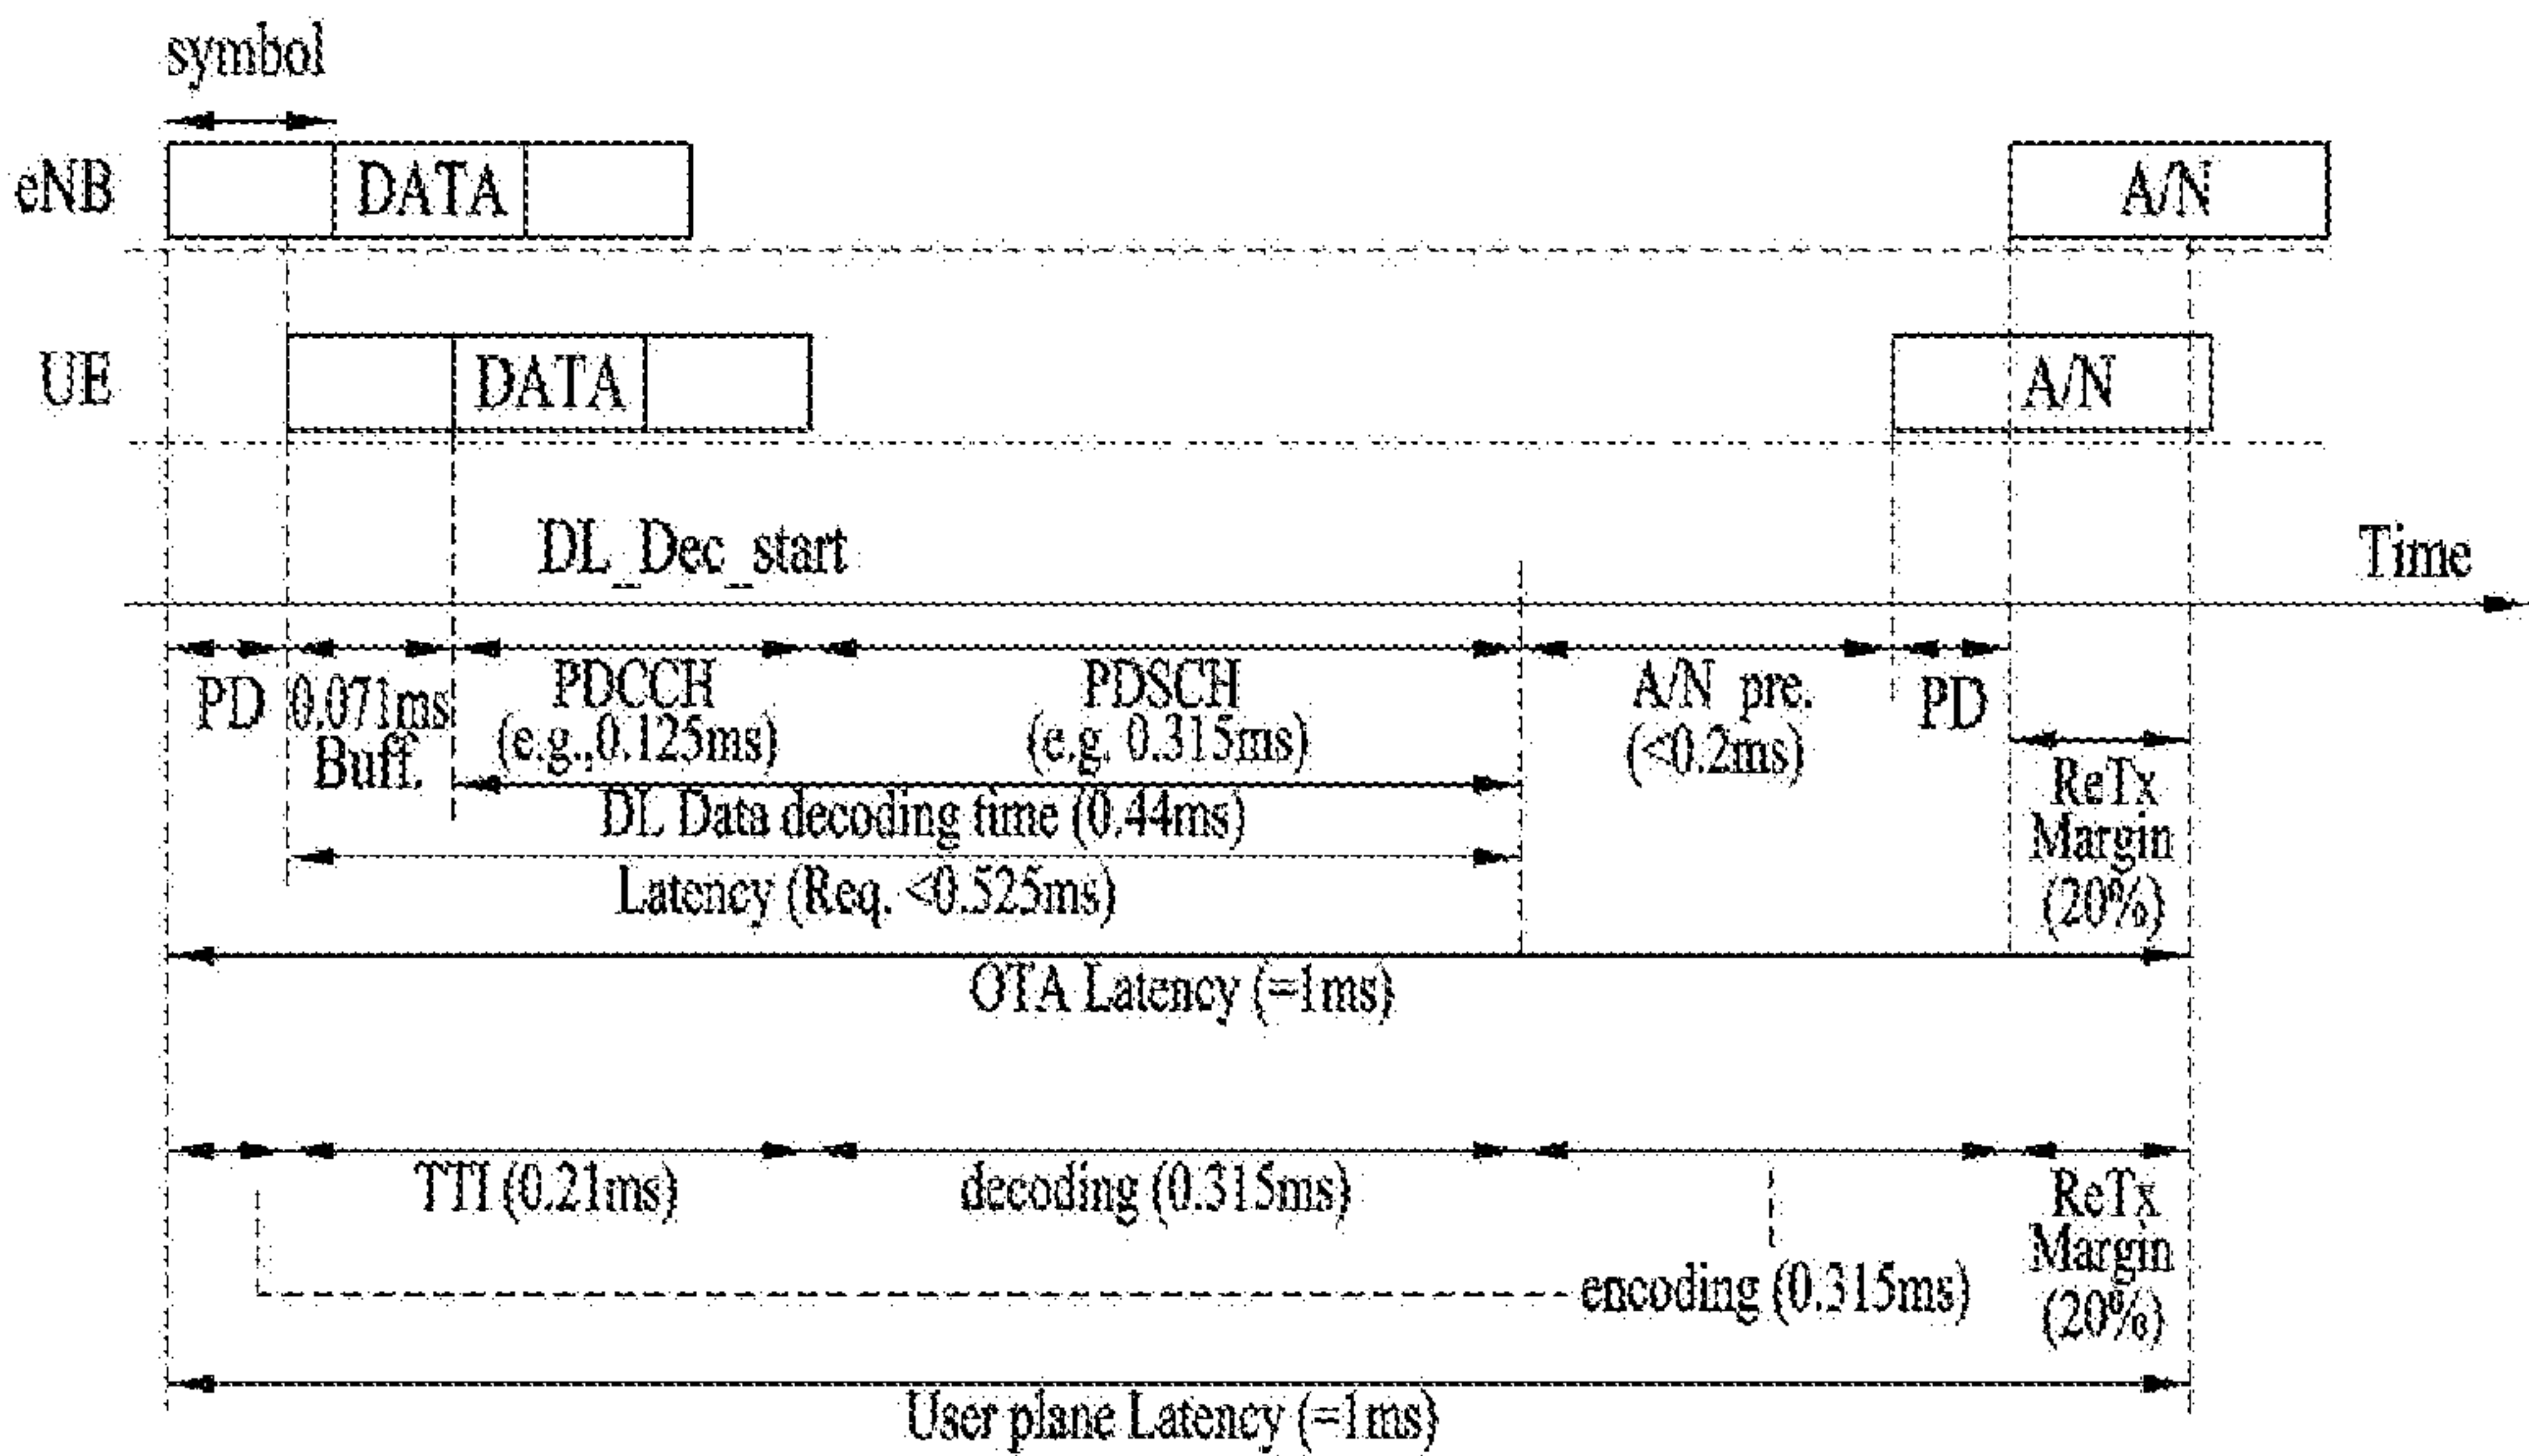 symbol
eNB
DATA
A/N
UE
DATA
A/N
DL_Dec_start
Time
PD
0.071ms
Buff.
PDCCH
(e.g.,0.125ms)
PDSCH
(e.g. 0.315ms)
A/N pre.
(<0.2ms)
PD
ReTx
Margin
(20%)
DL Data decoding time (0.44ms)
Latency (Req. <0.525ms)
OTA Latency (=1ms)
TTI (0.21ms)
decoding (0.315ms)
encoding (0.315ms)
ReTx
Margin
(20%)
User plane Latency (=1ms)